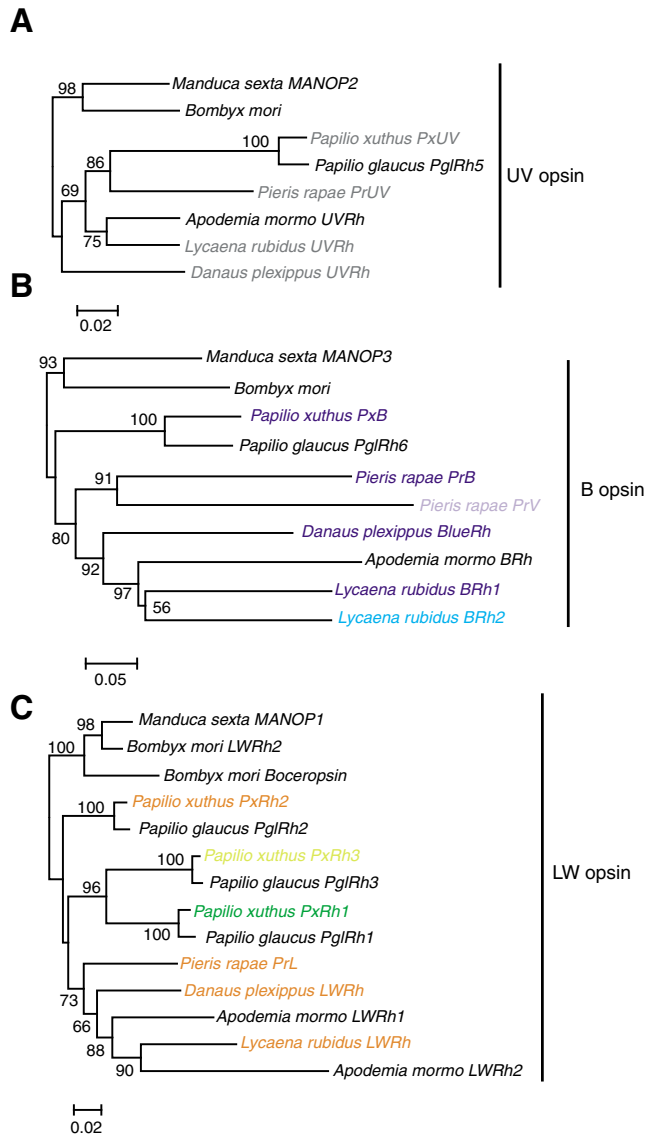 A
98
Manduca sexta MANOP2
Bombyx mori
100
Papilio xuthus PxUV
Papilio glaucus PglRh5
86
Pieris rapae PrUV
69
Apodemia mormo UVRh
75
Lycaena rubidus UVRh
Danaus plexippus UVRh
UV opsin
0.02
B
93
Manduca sexta MANOP3
Bombyx mori
100
Papilio xuthus PxB
Papilio glaucus PglRh6
91
Pieris rapae PrB
Pieris rapae PrV
80
Danaus plexippus BlueRh
92
Apodemia mormo BRh
97
Lycaena rubidus BRh1
56
Lycaena rubidus BRh2
B opsin
0.05
C
98
Manduca sexta MANOP1
100
Bombyx mori LWRh2
Bombyx mori Boceropsin
100
Papilio xuthus PxRh2
Papilio glaucus PglRh2
100
Papilio xuthus PxRh3
96
Papilio glaucus PglRh3
Papilio xuthus PxRh1
100
Papilio glaucus PglRh1
Pieris rapae PrL
73
Danaus plexippus LWRh
66
Apodemia mormo LWRh1
88
Lycaena rubidus LWRh
90
Apodemia mormo LWRh2
LW opsin
0.02